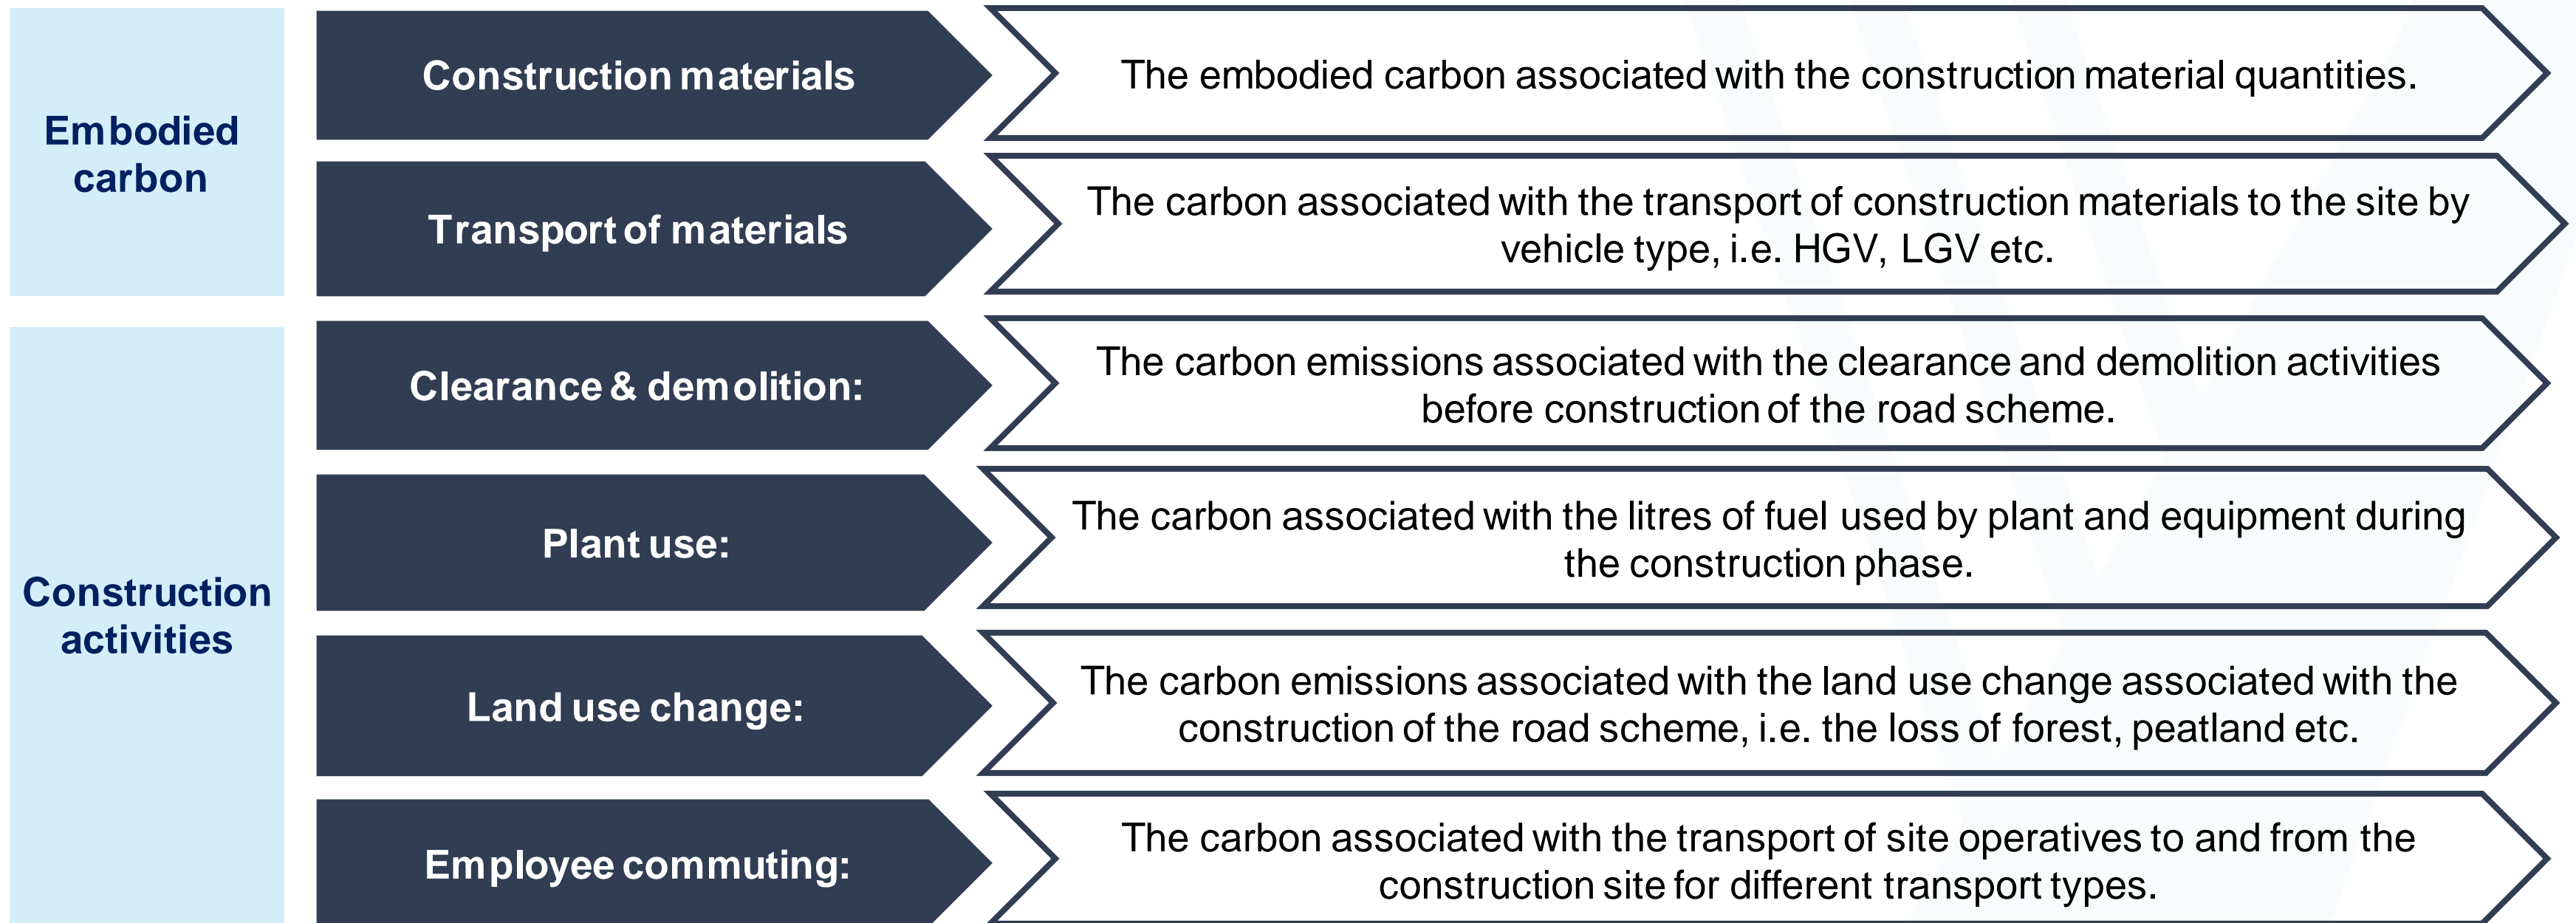 Embodied
carbon
Construction materials
The embodied carbon associated with the construction material quantities.
Transport of materials
The carbon associated with the transport of construction materials to the site by
vehicle type, i.e. HGV, LGV etc.
Construction
activities
Clearance & demolition:
The carbon emissions associated with the clearance and demolition activities
before construction of the road scheme.
Plant use:
The carbon associated with the litres of fuel used by plant and equipment during
the construction phase.
Land use change:
The carbon emissions associated with the land use change associated with the
construction of the road scheme, i.e. the loss of forest, peatland etc.
Employee commuting:
The carbon associated with the transport of site operatives to and from the
construction site for different transport types.